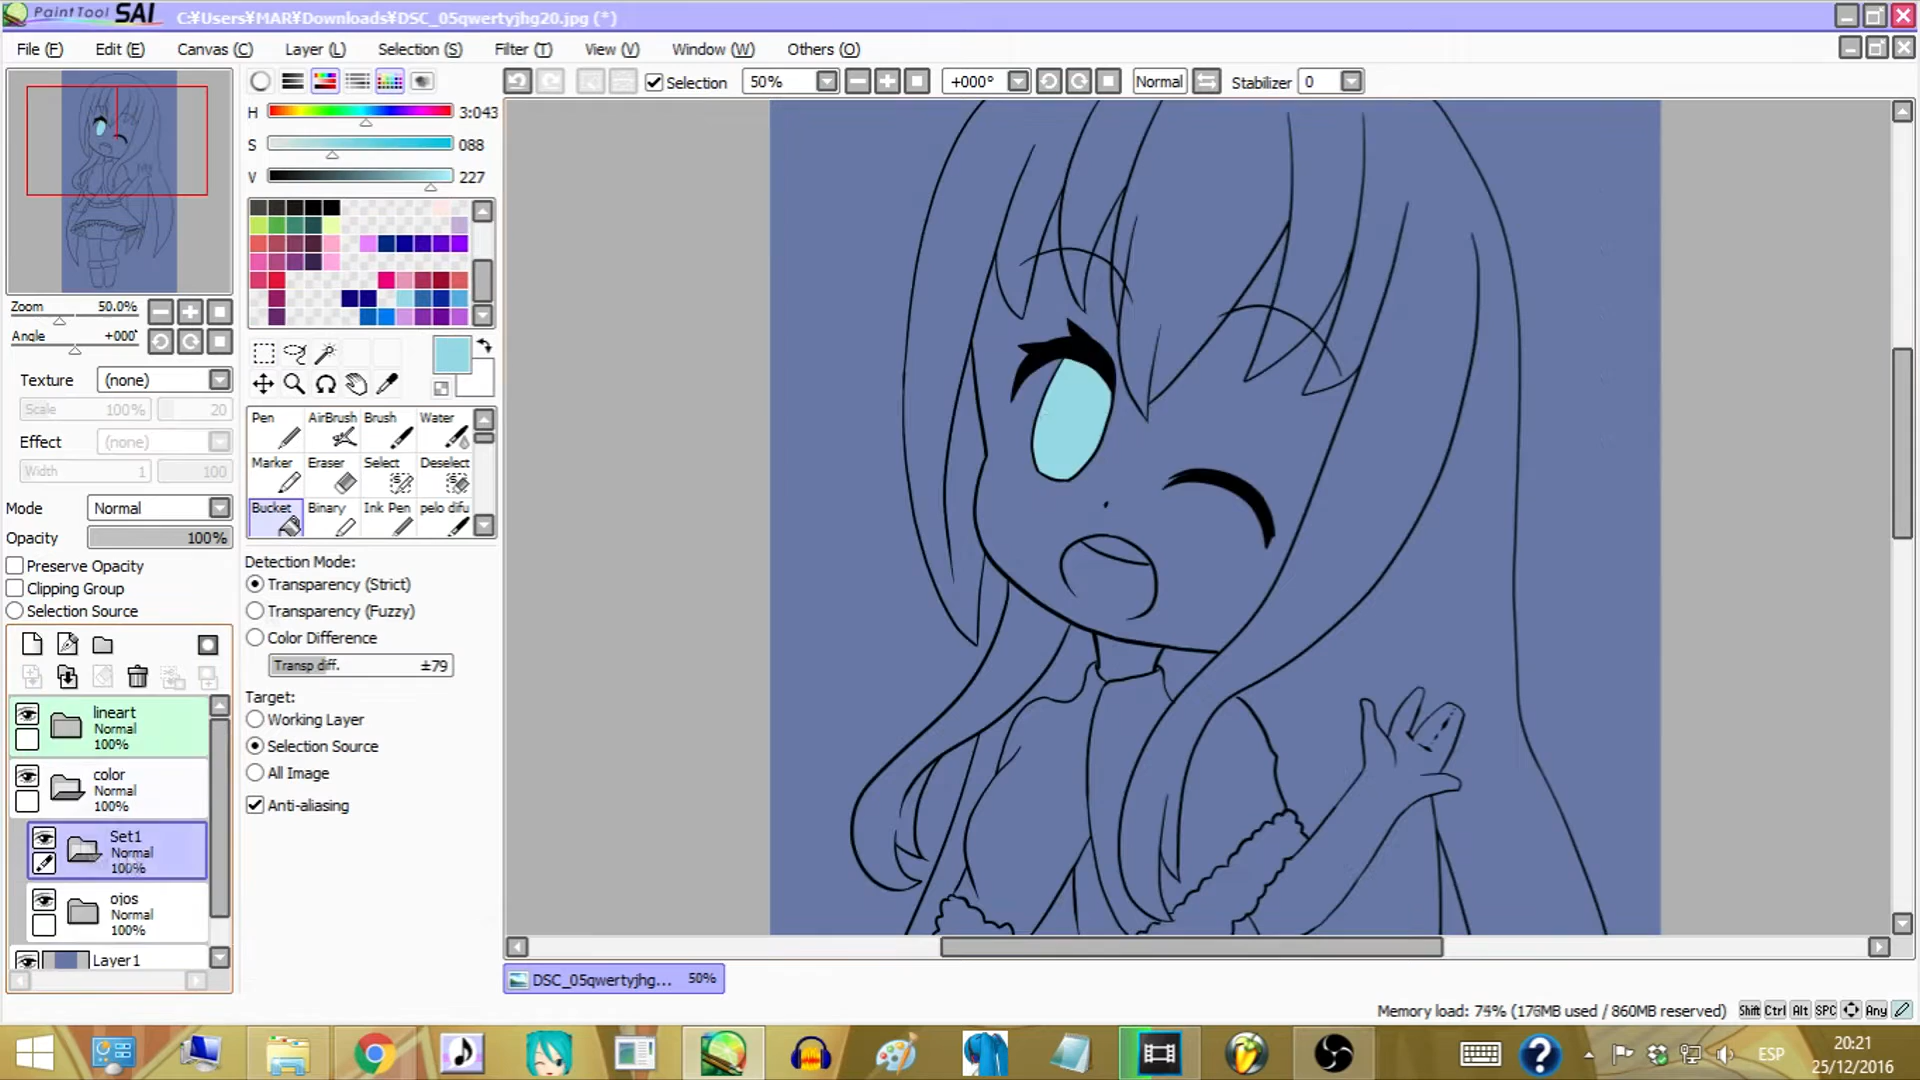 PaintTool SAI C:¥Users¥MAR¥Downloads¥DSC_05qwertyjhg20.jpg (*)
File (F) Edit (E) Canvas (C) Layer (L) Selection (S) Filter (T) View (V) Window (W) Others (O)
Selection 50% +000° Normal Stabilizer 0
H 3:043
S 088
V 227
Zoom 50.0%
Angle +000°
Texture (none)
Scale 100% 20
Effect (none)
Width 1 100
Mode Normal
Opacity 100%
Preserve Opacity
Clipping Group
Selection Source
Pen AirBrush Brush Water
Marker Eraser Select Deselect
Bucket Binary Ink Pen pelo difu
Detection Mode:
Transparency (Strict)
Transparency (Fuzzy)
Color Difference
Transp diff. ±79
Target:
Working Layer
Selection Source
All Image
Anti-aliasing
lineart
Normal
100%
color
Normal
100%
Set1
Normal
100%
ojos
Normal
100%
Layer1
DSC_05qwertyjhg... 50%
Memory load: 74% (176MB used / 860MB reserved) Shift Ctrl Alt SPC Any
ESP
20:21
25/12/2016